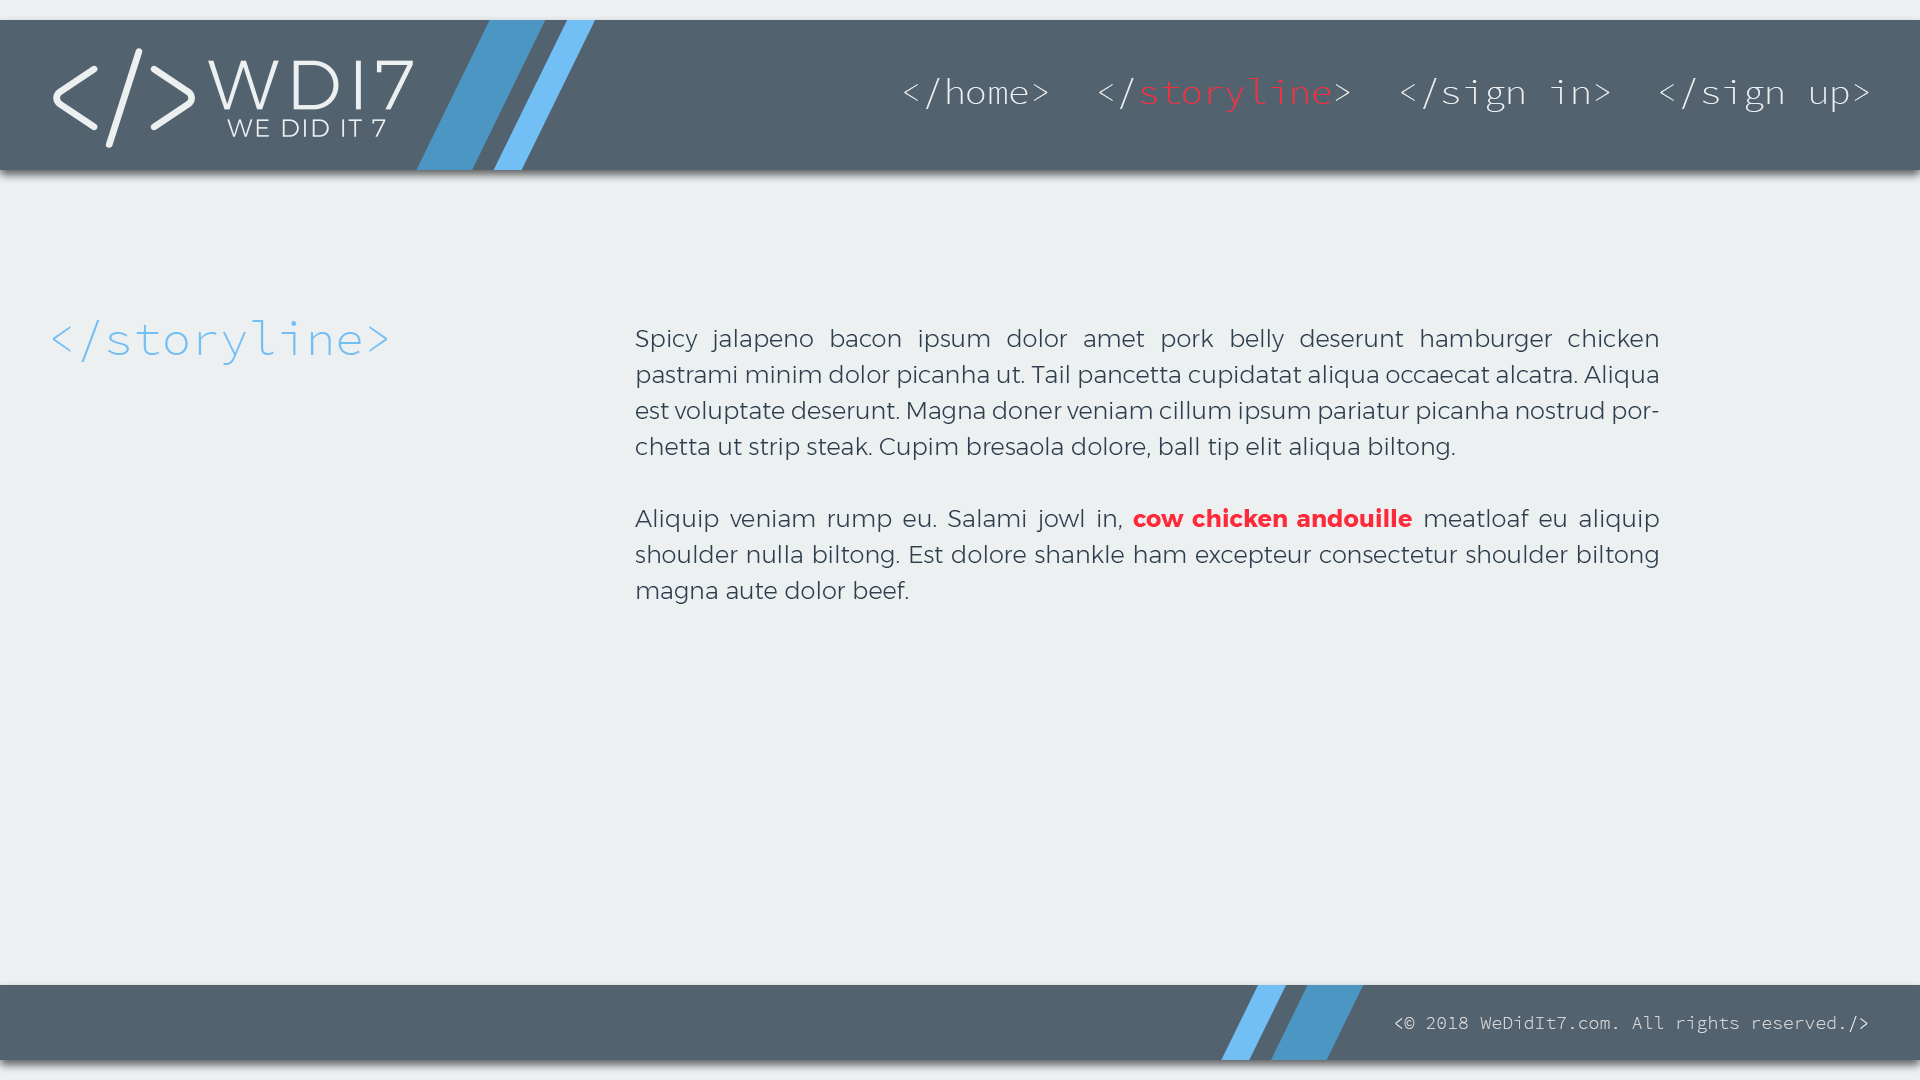 </> WDI7
WE DID IT 7
</home> </storyline> </sign in> </sign up>
</storyline>
Spicy jalapeno bacon ipsum dolor amet pork belly deserunt hamburger chicken
pastrami minim dolor picanha ut. Tail pancetta cupidatat aliqua occaecat alcatra. Aliqua
est voluptate deserunt. Magna doner veniam cillum ipsum pariatur picanha nostrud por-
chetta ut strip steak. Cupim bresaola dolore, ball tip elit aliqua biltong.
Aliquip veniam rump eu. Salami jowl in, cow chicken andouille meatloaf eu aliquip
shoulder nulla biltong. Est dolore shankle ham excepteur consectetur shoulder biltong
magna aute dolor beef.
<© 2018 WeDidIt7.com. All rights reserved./>